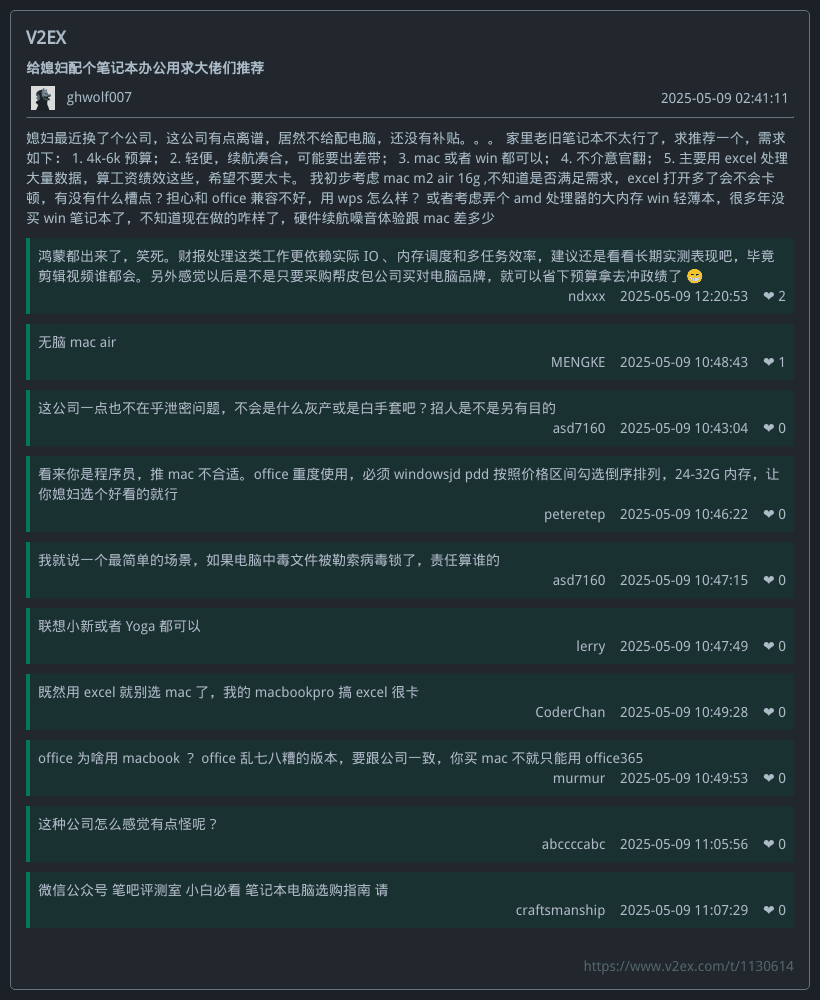 V2EX
给媳妇配个笔记本办公用求大佬们推荐
ghwolf007
2025-05-09 02:41:11
媳妇最近换了个公司，这公司有点离谱，居然不给配电脑，还没有补贴。。。 家里老旧笔记本不太行了，求推荐一个，需求
如下： 1. 4k-6k 预算； 2. 轻便，续航凑合，可能要出差带； 3. mac 或者 win 都可以； 4. 不介意官翻； 5. 主要用 excel 处理
大量数据，算工资绩效这些，希望不要太卡。 我初步考虑 mac m2 air 16g ,不知道是否满足需求，excel 打开多了会不会卡
顿，有没有什么槽点？担心和 office 兼容不好，用 wps 怎么样？ 或者考虑弄个 amd 处理器的大内存 win 轻薄本，很多年没
买 win 笔记本了，不知道现在做的咋样了，硬件续航噪音体验跟 mac 差多少
鸿蒙都出来了，笑死。财报处理这类工作更依赖实际 IO 、内存调度和多任务效率，建议还是看看长期实测表现吧，毕竟
剪辑视频谁都会。另外感觉以后是不是只要采购帮皮包公司买对电脑品牌，就可以省下预算拿去冲政绩了 😁
ndxxx 2025-05-09 12:20:53 ❤ 2
无脑 mac air
MENGKE 2025-05-09 10:48:43 ❤ 1
这公司一点也不在乎泄密问题，不会是什么灰产或是白手套吧？招人是不是另有目的
asd7160 2025-05-09 10:43:04 ❤ 0
看来你是程序员，推 mac 不合适。office 重度使用，必须 windowsjd pdd 按照价格区间勾选倒序排列，24-32G 内存，让
你媳妇选个好看的就行
peteretep 2025-05-09 10:46:22 ❤ 0
我就说一个最简单的场景，如果电脑中毒文件被勒索病毒锁了，责任算谁的
asd7160 2025-05-09 10:47:15 ❤ 0
联想小新或者 Yoga 都可以
lerry 2025-05-09 10:47:49 ❤ 0
既然用 excel 就别选 mac 了，我的 macbookpro 搞 excel 很卡
CoderChan 2025-05-09 10:49:28 ❤ 0
office 为啥用 macbook ？ office 乱七八糟的版本，要跟公司一致，你买 mac 不就只能用 office365
murmur 2025-05-09 10:49:53 ❤ 0
这种公司怎么感觉有点怪呢？
abccccabc 2025-05-09 11:05:56 ❤ 0
微信公众号 笔吧评测室 小白必看 笔记本电脑选购指南 请
craftsmanship 2025-05-09 11:07:29 ❤ 0
https://www.v2ex.com/t/1130614